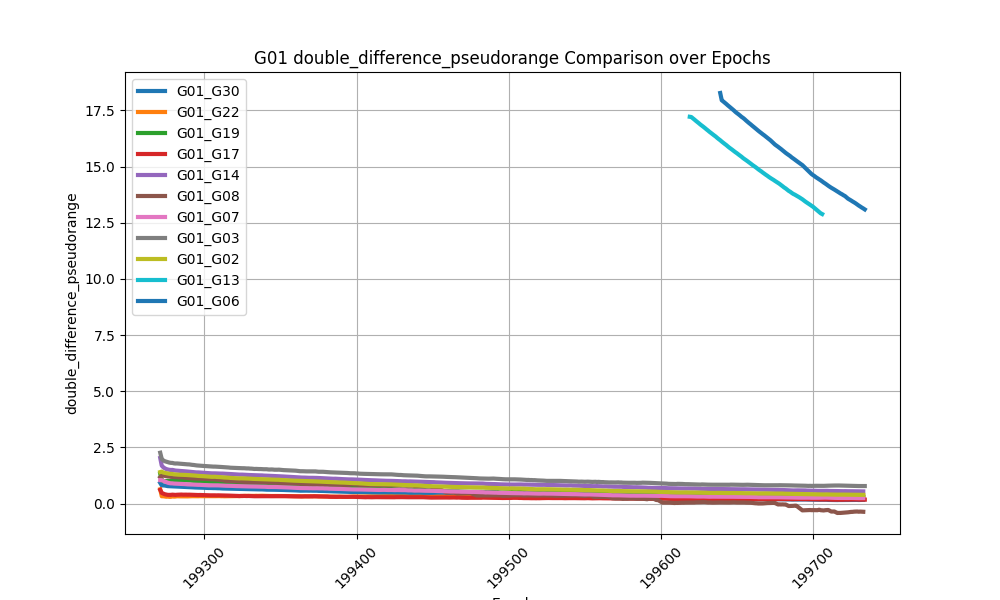 G01 double_difference_pseudorange Comparison over Epochs
double_difference_pseudorange
17.5
15.0
12.5
10.0
7.5
5.0
2.5
0.0
G01_G30
G01_G22
G01_G19
G01_G17
G01_G14
G01_G08
G01_G07
G01_G03
G01_G02
G01_G13
G01_G06
199300
199400
199500
199600
199700